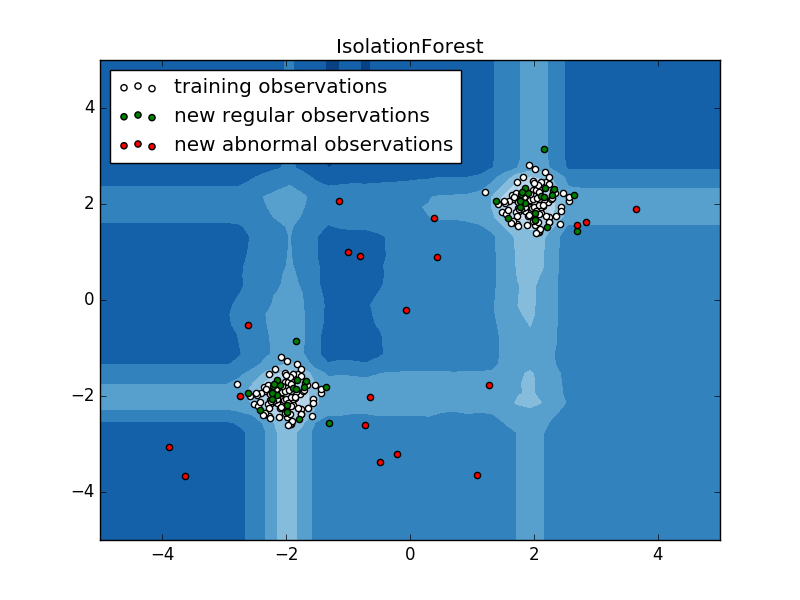 IsolationForest
training observations
new regular observations
new abnormal observations
4
2
0
−2
−4
−4 −2 0 2 4